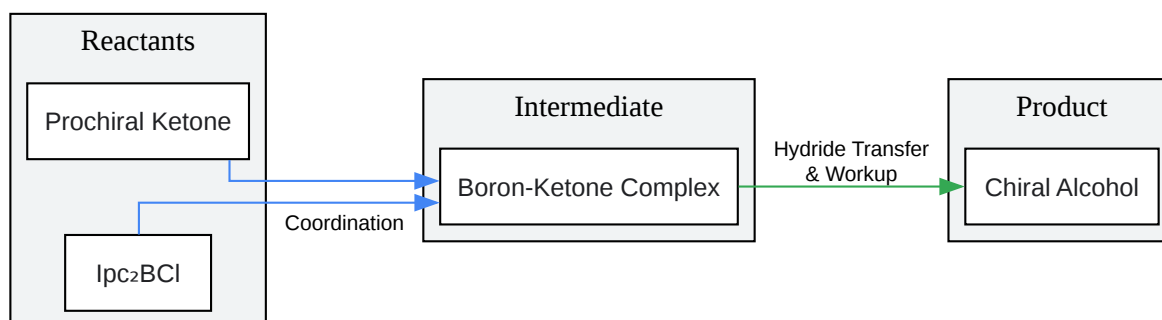 Reactants
Prochiral Ketone
Ipc₂BCl
Coordination
Intermediate
Boron-Ketone Complex
Hydride Transfer
& Workup
Product
Chiral Alcohol